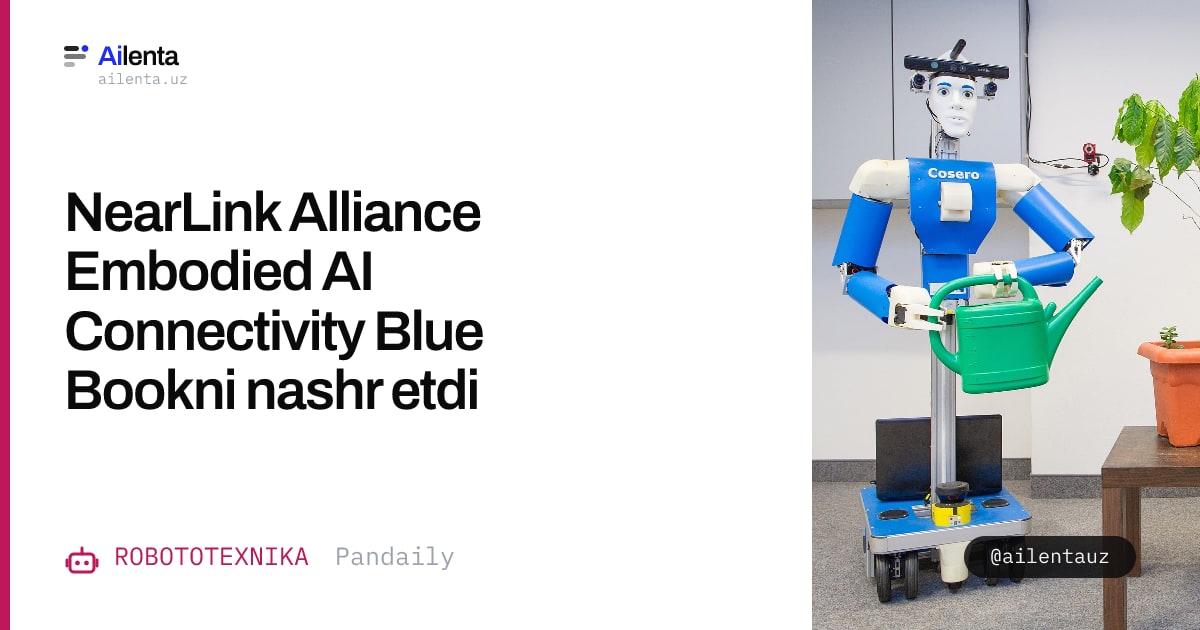 Ailenta
ailenta.uz
NearLink Alliance
Embodied AI
Connectivity Blue
Bookni nashr etdi
ROBOTOTEXNIKA Pandaily
Cosero
@ailentauz